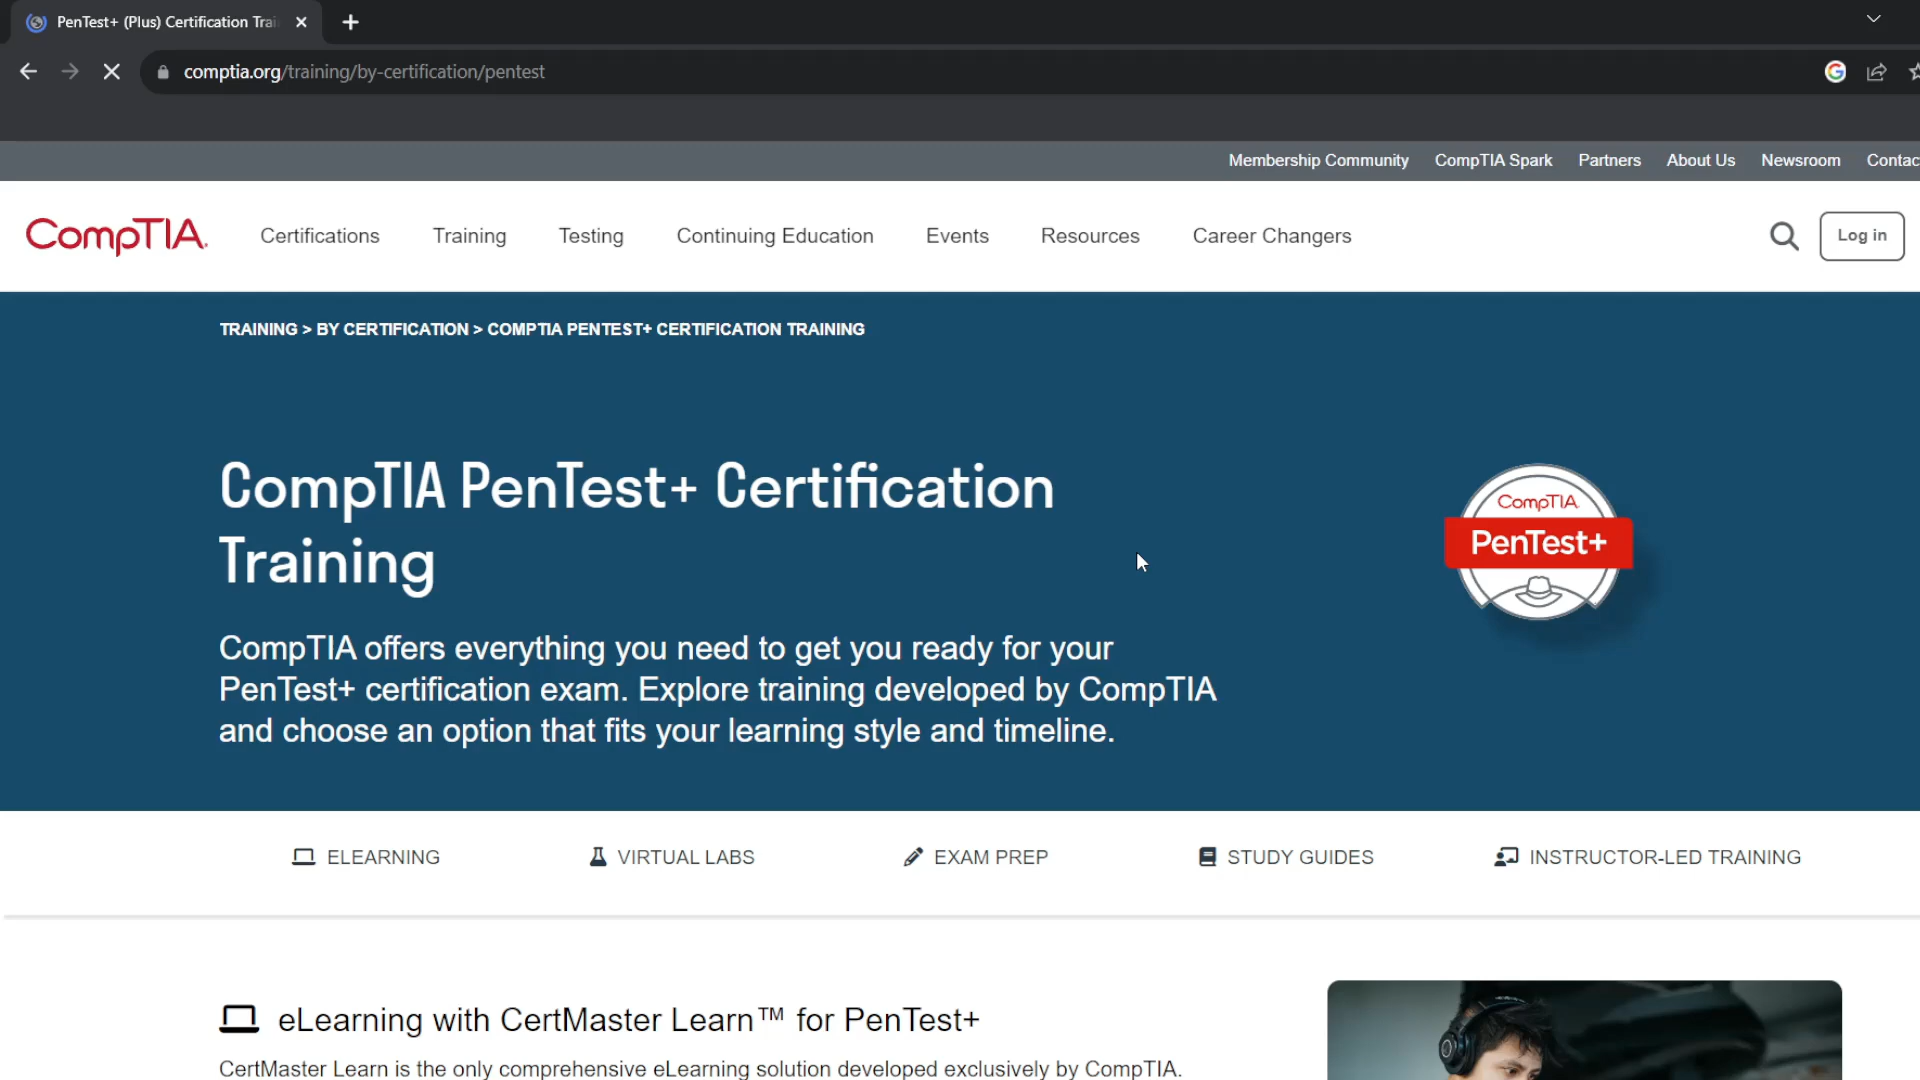 PenTest+ (Plus) Certification Trai
comptia.org/training/by-certification/pentest
Membership Community CompTIA Spark Partners About Us Newsroom Contac
CompTIA. Certifications Training Testing Continuing Education Events Resources Career Changers Log in
TRAINING > BY CERTIFICATION > COMPTIA PENTEST+ CERTIFICATION TRAINING
CompTIA PenTest+ Certification
Training
CompTIA offers everything you need to get you ready for your
PenTest+ certification exam. Explore training developed by CompTIA
and choose an option that fits your learning style and timeline.
CompTIA
PenTest+
ELEARNING VIRTUAL LABS EXAM PREP STUDY GUIDES INSTRUCTOR-LED TRAINING
eLearning with CertMaster Learn™ for PenTest+
CertMaster Learn is the only comprehensive eLearning solution developed exclusively by CompTIA.